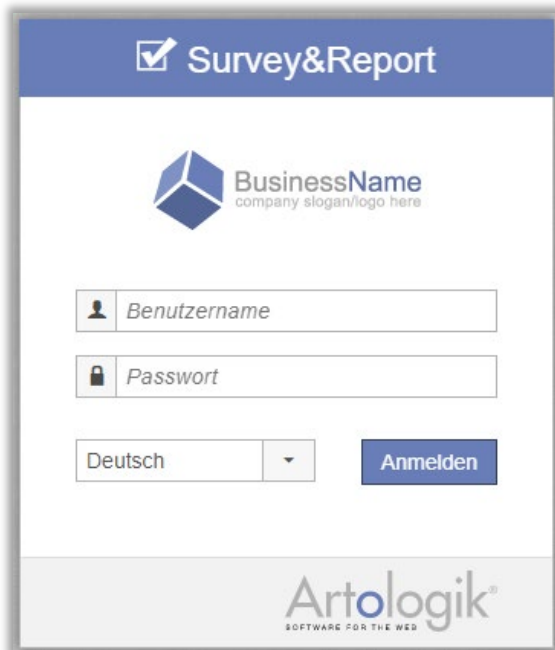 Survey&Report
BusinessName
company slogan/logo here
Benutzername
Passwort
Deutsch
Anmelden
Artologik®
SOFTWARE FOR THE WEB